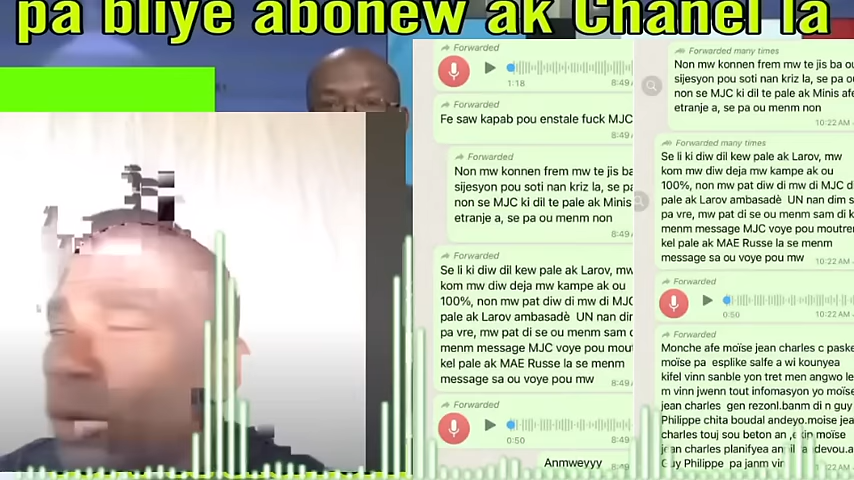 pa bliye abonew ak Chanel la
Forwarded
1:18
8:49
Fe saw kapab pou enstale fuck MJC
8:49
Forwarded
Non mw konnen frem mw te jis ba
sijesyon pou soti nan kriz la, se pa
non se MJC ki dil te pale ak Minis
etranje a, se pa ou menm non
8:49
Forwarded
Se li ki diw dil kew pale ak Larov, mw
kom mw diw deja mw kampe ak ou
100%, non mw pat diw di mw di MJC
pale ak Larov ambasadè UN nan dim
pa vre, mw pat di se ou menm sam
menm message MJC voye pou mou
kel pale ak MAE Russe la se menm
message sa ou voye pou mw
8:49
Forwarded
0:50
8:49
Anmweyyy
Forwarded many times
Non mw konnen frem mw te jis ba ou
sijesyon pou soti nan kriz la, se pa ou
non se MJC ki dil te pale ak Minis afe
etranje a, se pa ou menm non
10:22 AM
Forwarded many times
Se li ki diw dil kew pale ak Larov, mw
kom mw diw deja mw kampe ak ou
100%, non mw pat diw di mw di MJC d
pale ak Larov ambasadè UN nan dim s
pa vre, mw pat di se ou menm sam di k
menm message MJC voye pou moutre
kel pale ak MAE Russe la se menm
message sa ou voye pou mw
10:22 AM
Forwarded
0:50
10:22 AM
Forwarded
Monche afe moïse jean charles c paske
moïse pa esplike salfe a wi kounyea
kifel vinn sanble yon tret men angwo le
m vinn jwenn tout infomasyon yo moïse
jean charles gen rezonl.banm di n guy
Philippe chita boudal andeyo.moise jea
charles touj sou beton an moïse
jean charles planifyea
Guy Philippe pa janm vin